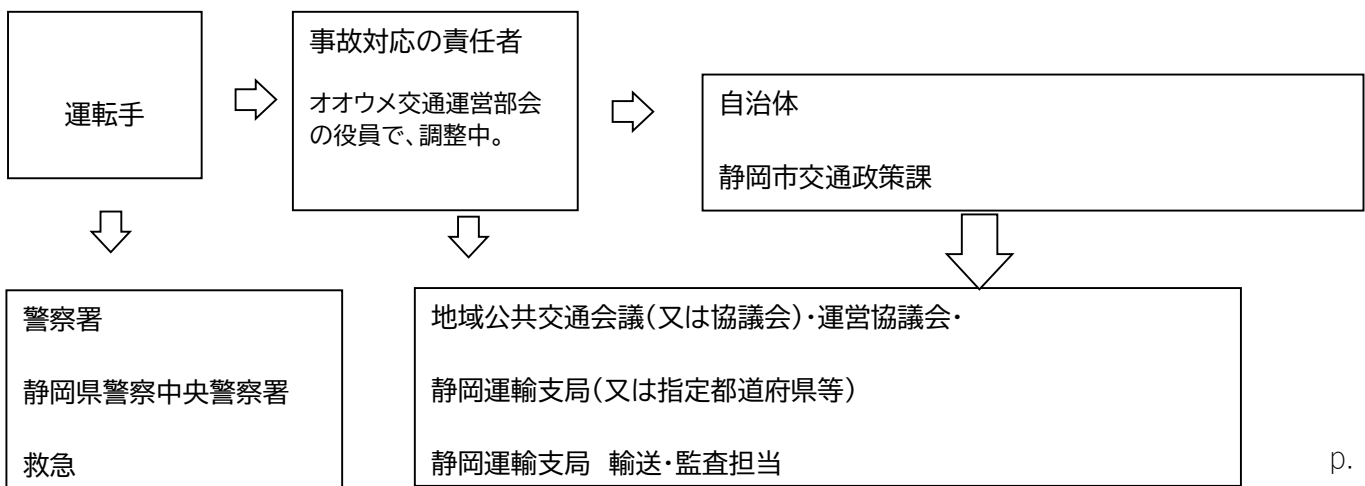 運転手
事故対応の責任者
オオウメ交通運営部会
の役員で、調整中。
自治体
静岡市交通政策課
警察署
静岡県警察中央警察署
救急
地域公共交通会議(又は協議会)・運営協議会・
静岡運輸支局(又は指定都道府県等)
静岡運輸支局　輸送・監査担当
p.